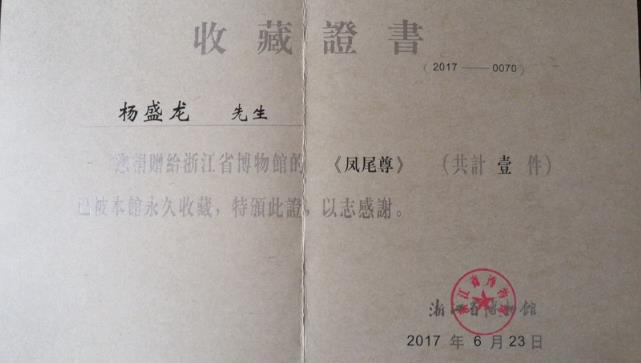 收藏證書
(2017——0070)
杨盛龙 先生
您捐贈給浙江省博物館的 《凤尾尊》 (共計 壹 件)
已被本館永久收藏，特頒此證，以志感謝。
浙江省博物館
2017 年 6 月 23 日